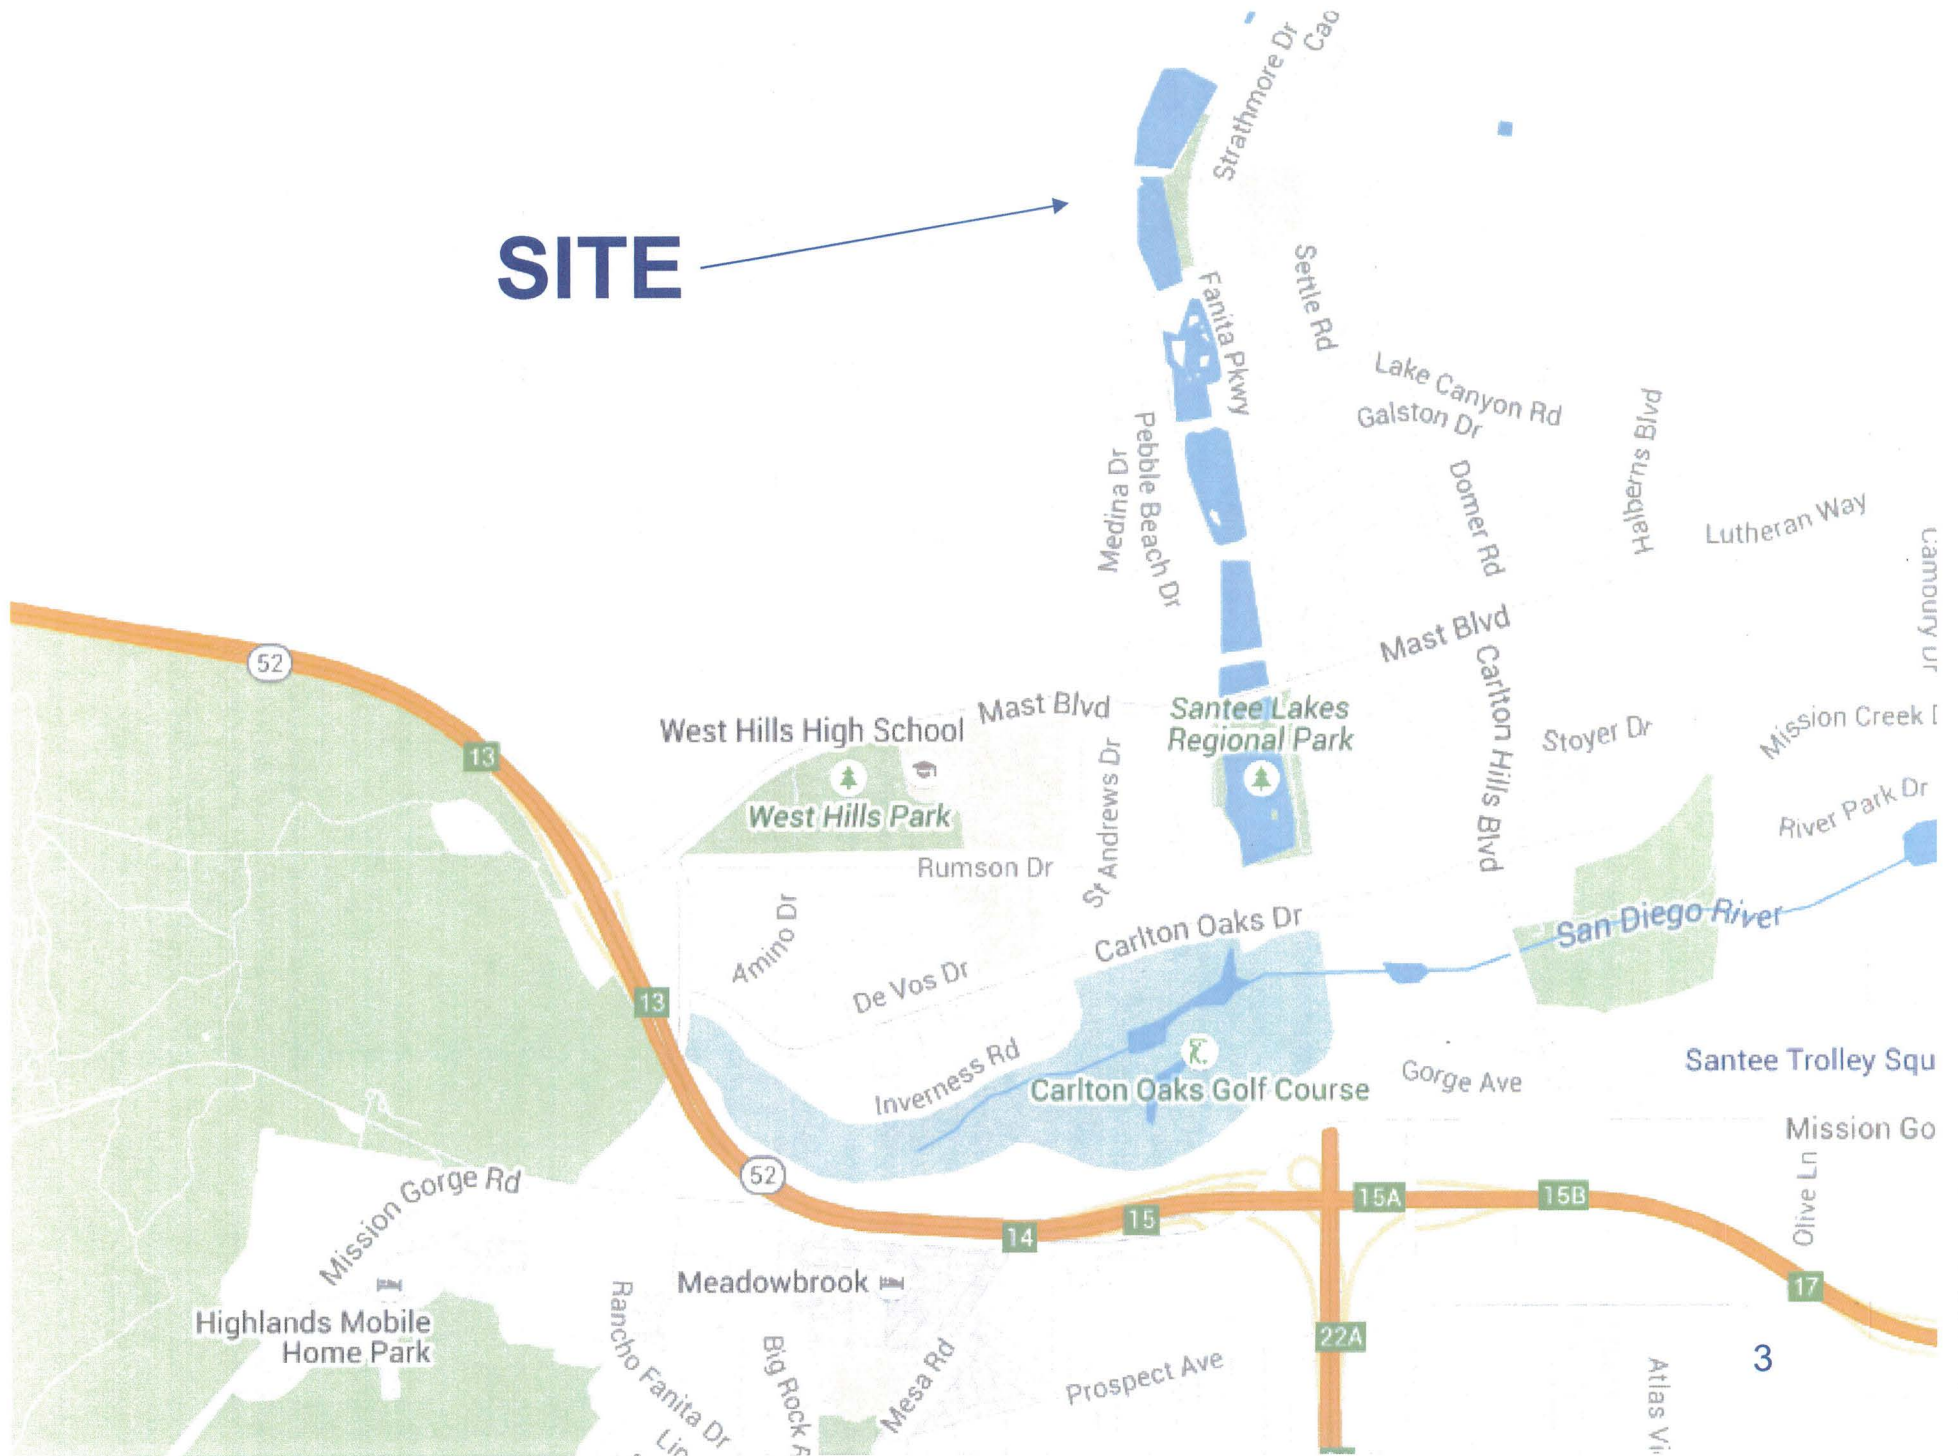 Strathmore Dr
Cao
SITE
Settle Rd
Fanita Pkwy
Lake Canyon Rd
Galston Dr
Halberns Blvd
Medina Dr
Pebble Beach Dr
Domer Rd
Lutheran Way
Mast Blvd
52
West Hills High School
Mast Blvd
Santee Lakes
Regional Park
Carlton Hills Blvd
Stoyer Dr
Mission Creek D
13
West Hills Park
St Andrews Dr
River Park Dr
Rumson Dr
Amino Dr
Carlton Oaks Dr
San Diego River
De Vos Dr
13
Inverness Rd
Carlton Oaks Golf Course
Gorge Ave
Santee Trolley Squ
Mission Go
52
Mission Gorge Rd
14
15
15A
15B
Olive Ln
17
Meadowbrook
Highlands Mobile
Home Park
22A
3
Rancho Fanita Dr
Big Rock
Mesa Rd
Prospect Ave
Atlas Vi